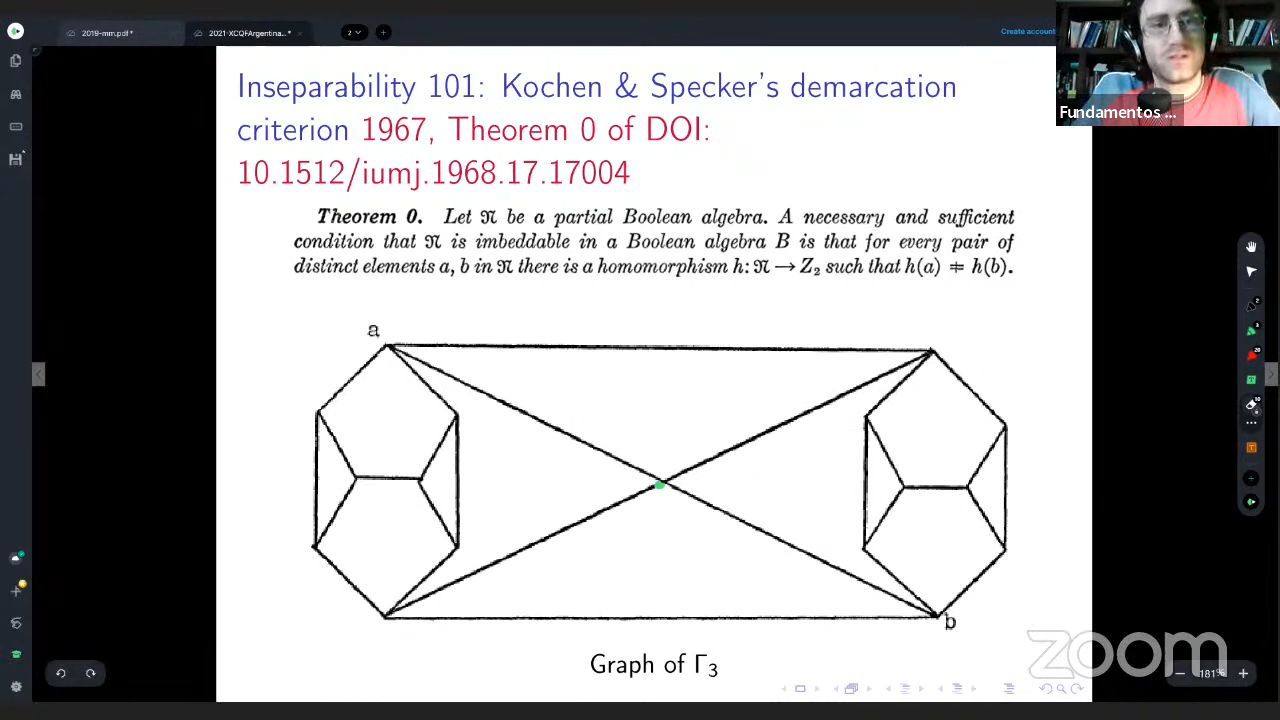 2019-mm.pdf*
2021-XCQFArgentina...*
2
Create account
Fundamentos ...
Inseparability 101: Kochen & Specker's demarcation
criterion 1967, Theorem 0 of DOI:
10.1512/iumj.1968.17.17004
Theorem 0. Let 𝔑 be a partial Boolean algebra. A necessary and sufficient
condition that 𝔑 is imbeddable in a Boolean algebra B is that for every pair of
distinct elements a, b in 𝔑 there is a homomorphism h: 𝔑 → Z₂ such that h(a) ≠ h(b).
a
b
Graph of Γ₃
zoom
181%